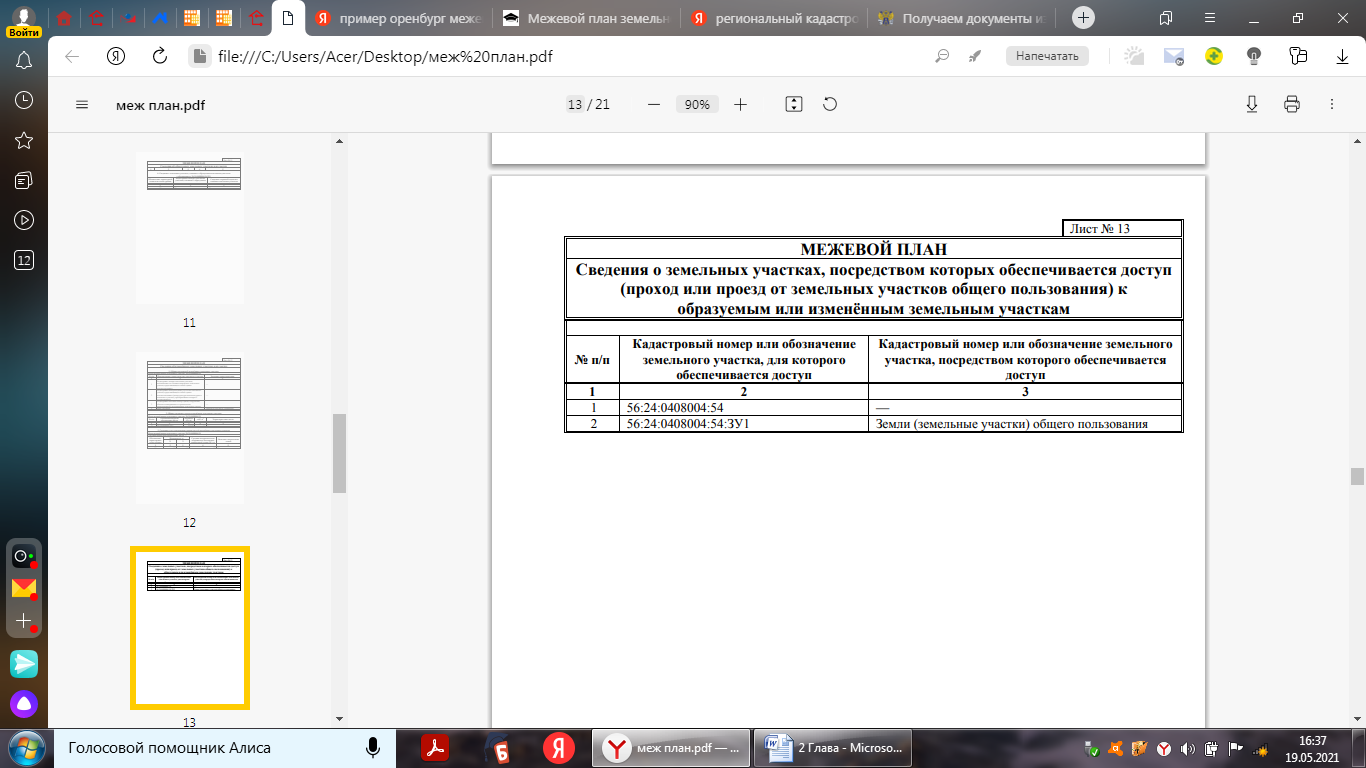 Войти
пример оренбург меже
Межевой план земельн
региональный кадастро
Получаем документы и
file:///C:/Users/Acer/Desktop/меж%20план.pdf
Напечатать
меж план.pdf
13 / 21
90%
12
11
12
13
Лист № 13
МЕЖЕВОЙ ПЛАН
Сведения о земельных участках, посредством которых обеспечивается доступ
(проход или проезд от земельных участков общего пользования) к
образуемым или изменённым земельным участкам
№ п/п
Кадастровый номер или обозначение
земельного участка, для которого
обеспечивается доступ
Кадастровый номер или обозначение земельного
участка, посредством которого обеспечивается
доступ
1 2 3
1 56:24:0408004:54 —
2 56:24:0408004:54:ЗУ1 Земли (земельные участки) общего пользования
Голосовой помощник Алиса
меж план.pdf — ...
2 Глава - Microso...
16:37
19.05.2021